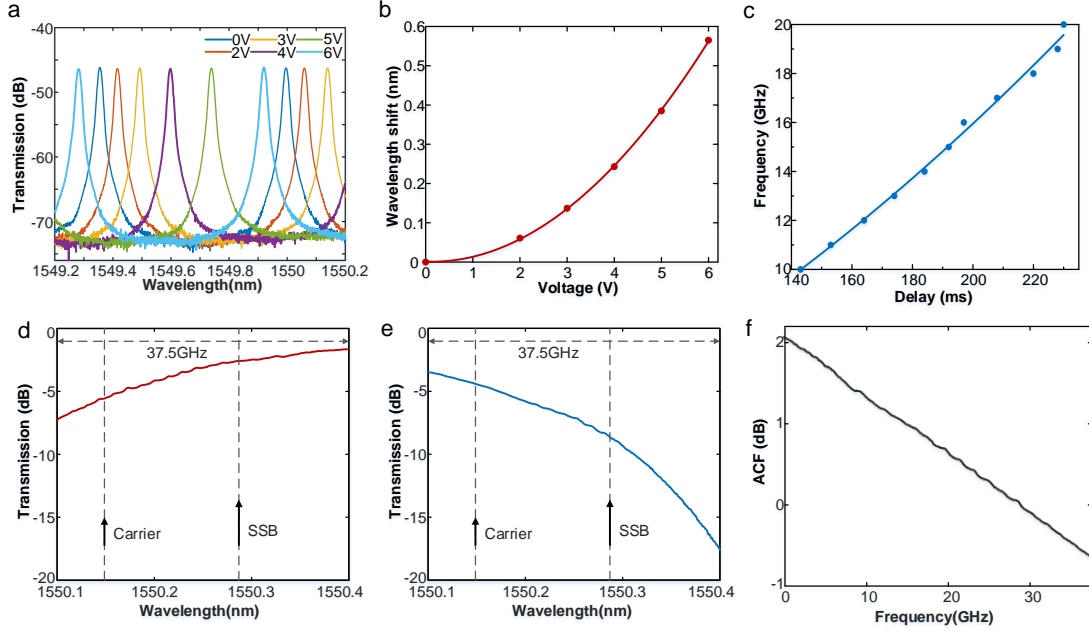 a
-40
-50
-60
-70
0V 3V 5V
2V 4V 6V
Transmission (dB)
1549.2 1549.4 1549.6 1549.8 1550 1550.2
Wavelength(nm)
b
0.6
0.5
0.4
0.3
0.2
0.1
0
Wavelength shift (nm)
0 1 2 3 4 5 6
Voltage (V)
c
20
18
16
14
12
10
Frequency (GHz)
140 160 180 200 220
Delay (ms)
d
0
-5
-10
-15
-20
37.5GHz
Transmission (dB)
Carrier
SSB
1550.1 1550.2 1550.3 1550.4
Wavelength(nm)
e
0
-5
-10
-15
-20
37.5GHz
Transmission (dB)
Carrier
SSB
1550.1 1550.2 1550.3 1550.4
Wavelength(nm)
f
2
1
0
-1
ACF (dB)
0 10 20 30
Frequency(GHz)